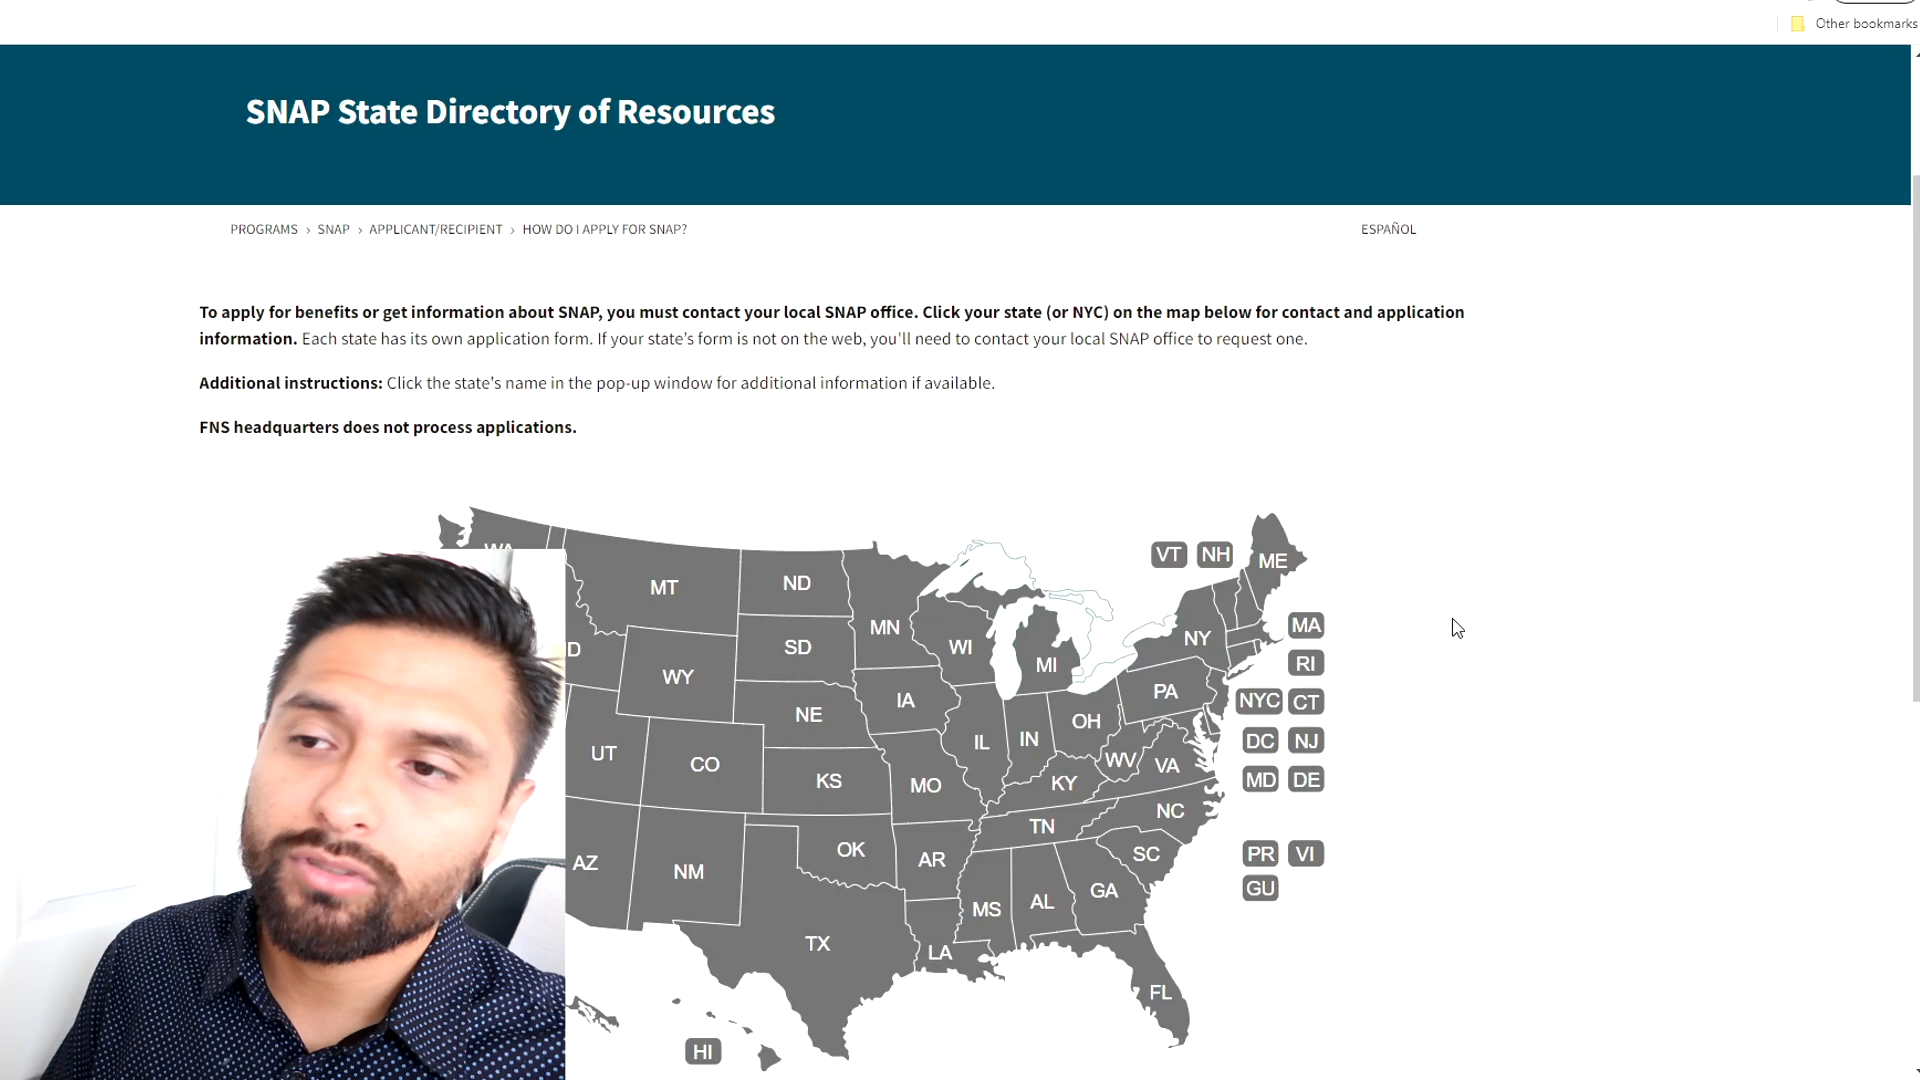 Other bookmarks
SNAP State Directory of Resources
PROGRAMS › SNAP › APPLICANT/RECIPIENT › HOW DO I APPLY FOR SNAP?
ESPAÑOL
To apply for benefits or get information about SNAP, you must contact your local SNAP office. Click your state (or NYC) on the map below for contact and application
information. Each state has its own application form. If your state’s form is not on the web, you'll need to contact your local SNAP office to request one.
Additional instructions: Click the state's name in the pop-up window for additional information if available.
FNS headquarters does not process applications.
WA
MT
ND
VT
NH
ME
MN
MA
NY
D
SD
WI
MI
RI
WY
PA
NYC
CT
IA
NE
OH
IL
IN
DC
NJ
UT
CO
WV
VA
KS
MO
KY
MD
DE
NC
TN
OK
AR
SC
PR
VI
AZ
NM
GA
GU
MS
AL
TX
LA
FL
HI